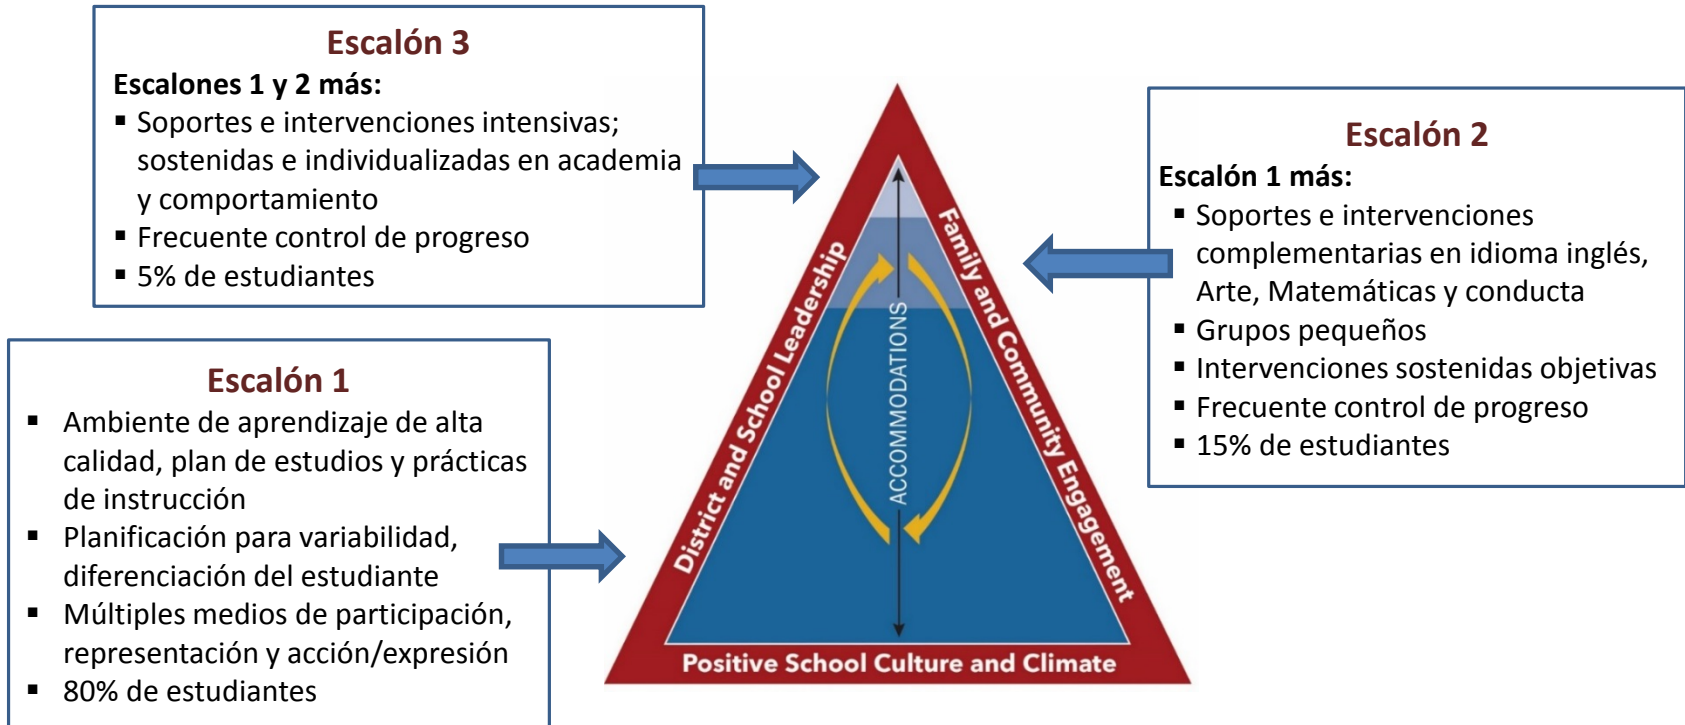 Escalón 3
Escalones 1 y 2 más:
▪ Soportes e intervenciones intensivas;
sostenidas e individualizadas en academia
y comportamiento
▪ Frecuente control de progreso
▪ 5% de estudiantes
Escalón 2
Escalón 1 más:
▪ Soportes e intervenciones
complementarias en idioma inglés,
Arte, Matemáticas y conducta
▪ Grupos pequeños
▪ Intervenciones sostenidas objetivas
▪ Frecuente control de progreso
▪ 15% de estudiantes
Escalón 1
▪ Ambiente de aprendizaje de alta
calidad, plan de estudios y prácticas
de instrucción
▪ Planificación para variabilidad,
diferenciación del estudiante
▪ Múltiples medios de participación,
representación y acción/expresión
▪ 80% de estudiantes
District and School Leadership
Family and Community Engagement
ACCOMMODATIONS
Positive School Culture and Climate